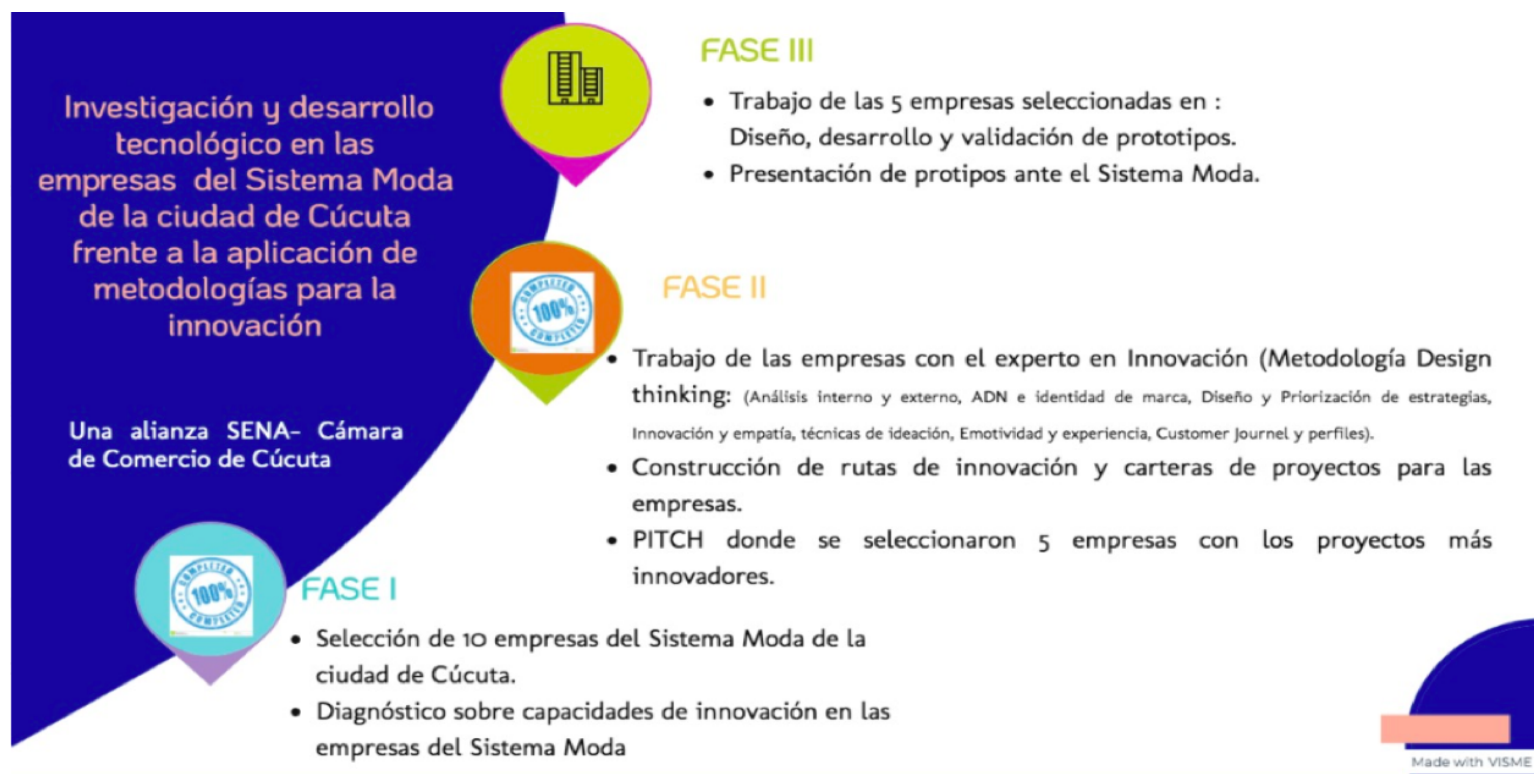 Investigación y desarrollo
tecnológico en las
empresas del Sistema Moda
de la ciudad de Cúcuta
frente a la aplicación de
metodologías para la
innovación
Una alianza SENA- Cámara
de Comercio de Cúcuta
FASE III
• Trabajo de las 5 empresas seleccionadas en :
Diseño, desarrollo y validación de prototipos.
• Presentación de protipos ante el Sistema Moda.
COMPLETED
100%
COMPLETED
FASE II
• Trabajo de las empresas con el experto en Innovación (Metodología Design
thinking: (Análisis interno y externo, ADN e identidad de marca, Diseño y Priorización de estrategias,
Innovación y empatía, técnicas de ideación, Emotividad y experiencia, Customer Journel y perfiles).
• Construcción de rutas de innovación y carteras de proyectos para las
empresas.
• PITCH donde se seleccionaron 5 empresas con los proyectos más
innovadores.
COMPLETED
100%
COMPLETED
FASE I
• Selección de 10 empresas del Sistema Moda de la
ciudad de Cúcuta.
• Diagnóstico sobre capacidades de innovación en las
empresas del Sistema Moda
Made with VISME